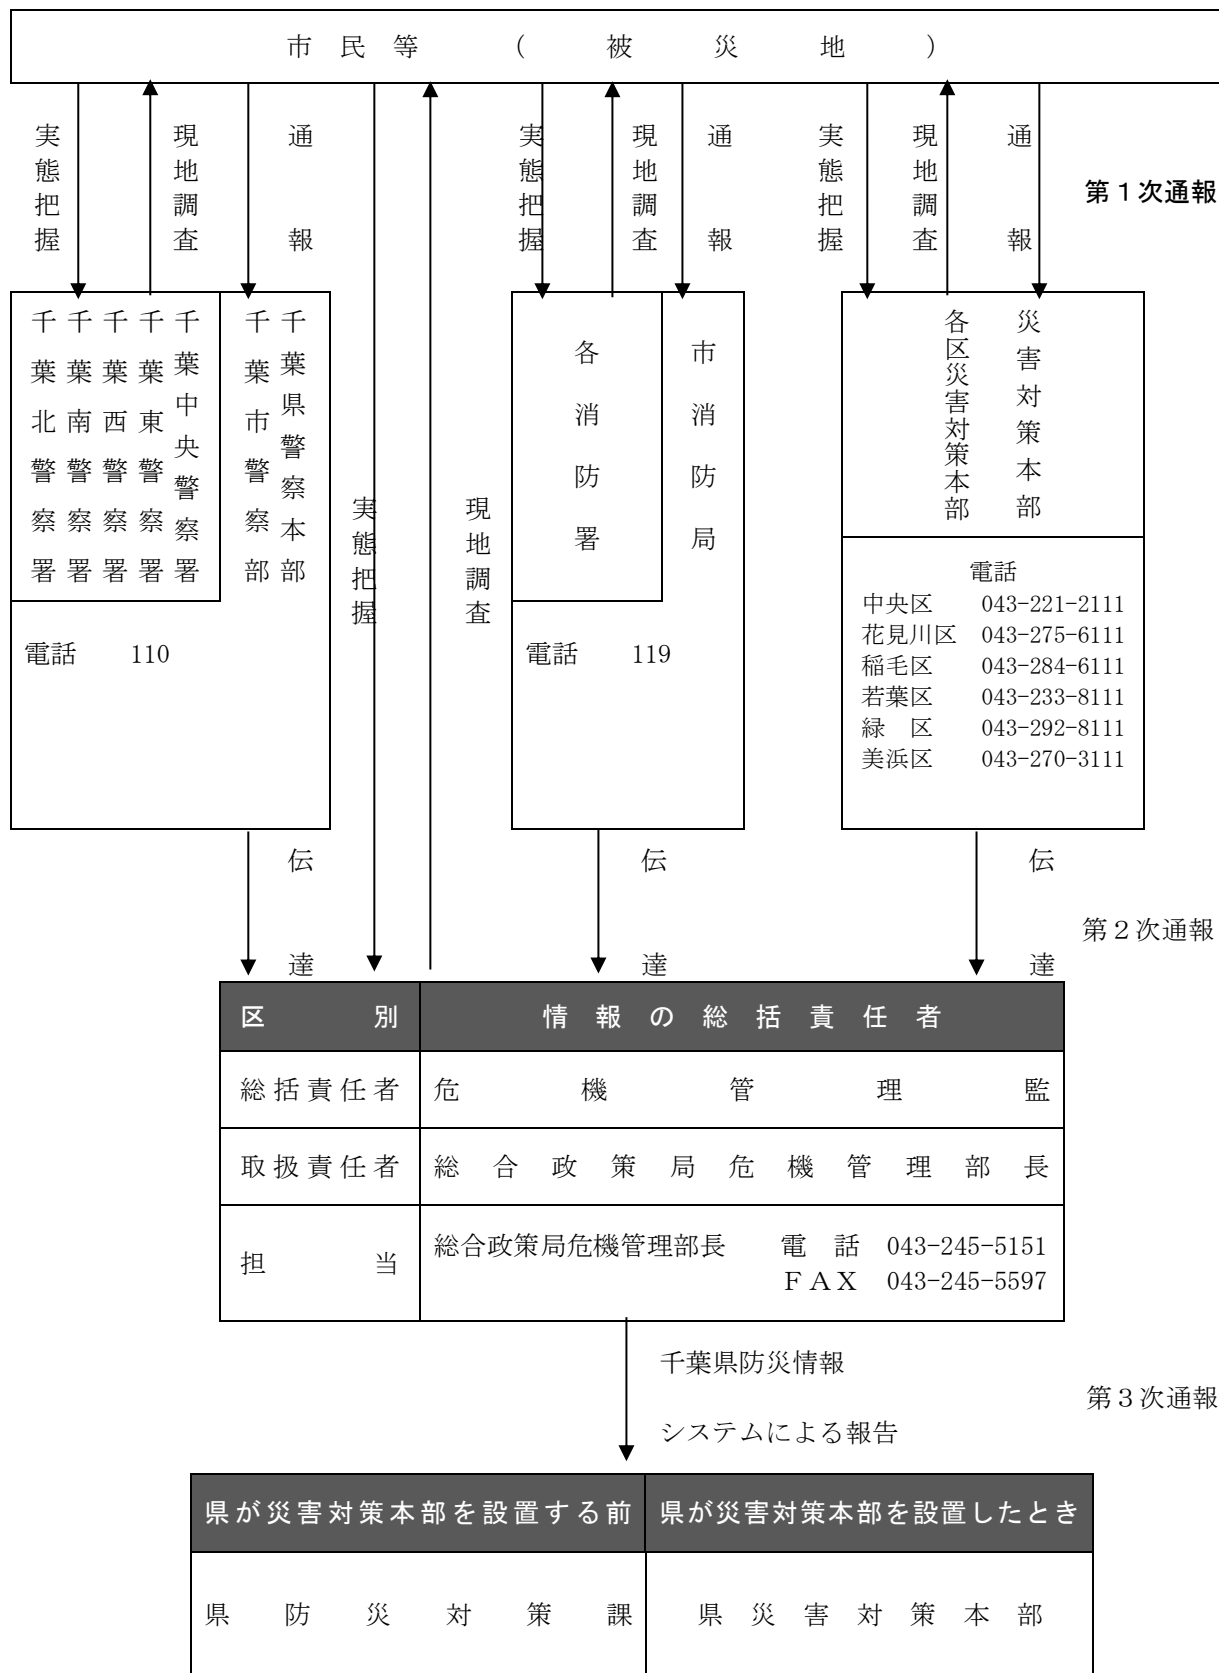 市民等（被災地）
実態把握
現地調査
通報
実態把握
現地調査
通報
実態把握
現地調査
通報
第１次通報
千葉北警察署
千葉南警察署
千葉西警察署
千葉東警察署
千葉中央警察署
千葉市警察部
千葉県警察本部
電話 110
実態把握
現地調査
各消防署
市消防局
電話 119
各区災害対策本部
災害対策本部
電話
中央区 043-221-2111
花見川区 043-275-6111
稲毛区 043-284-6111
若葉区 043-233-8111
緑　区 043-292-8111
美浜区 043-270-3111
伝達
伝達
伝達
第２次通報
区別 情報の総括責任者
総括責任者 危機管理監
取扱責任者 総合政策局危機管理部長
担当 総合政策局危機管理部長 電話 043-245-5151
ＦＡＸ 043-245-5597
千葉県防災情報
システムによる報告
第３次通報
県が災害対策本部を設置する前 県が災害対策本部を設置したとき
県防災対策課 県災害対策本部